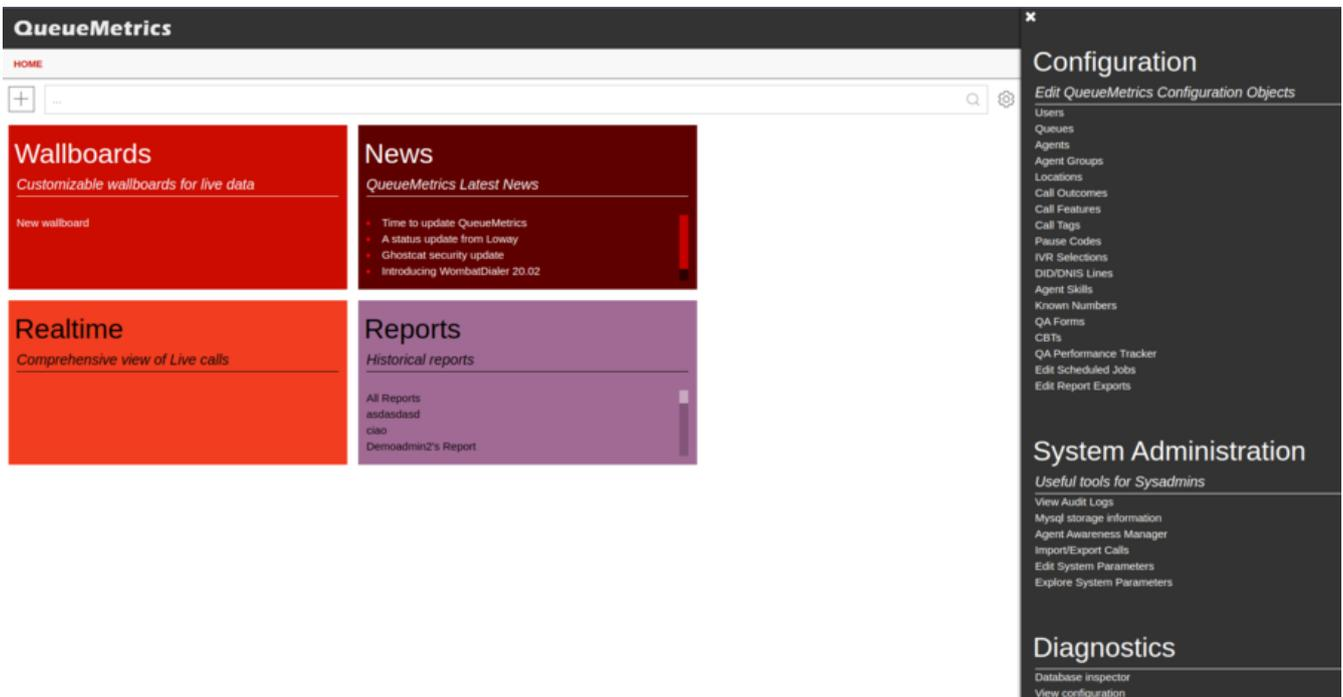 QueueMetrics
HOME
...
Wallboards
Customizable wallboards for live data
New wallboard
News
QueueMetrics Latest News
Time to update QueueMetrics
A status update from Loway
Ghostcat security update
Introducing WombatDialer 20.02
Realtime
Comprehensive view of Live calls
Reports
Historical reports
All Reports
asdasdasd
ciao
Demoadmin2's Report
Configuration
Edit QueueMetrics Configuration Objects
Users
Queues
Agents
Agent Groups
Locations
Call Outcomes
Call Features
Call Tags
Pause Codes
IVR Selections
DID/DNIS Lines
Agent Skills
Known Numbers
QA Forms
CBTs
QA Performance Tracker
Edit Scheduled Jobs
Edit Report Exports
System Administration
Useful tools for Sysadmins
View Audit Logs
Mysql storage information
Agent Awareness Manager
Import/Export Calls
Edit System Parameters
Explore System Parameters
Diagnostics
Database inspector
View configuration